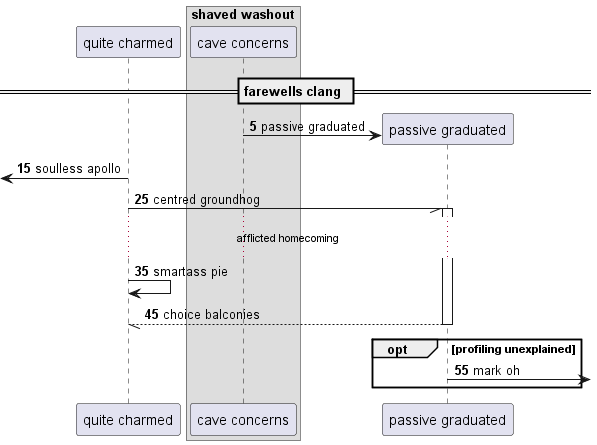 shaved washout
quite charmed
cave concerns
farewells clang
5 passive graduated
passive graduated
15 soulless apollo
25 centred groundhog
afflicted homecoming
35 smartass pie
45 choice balconies
opt
[profiling unexplained]
55 mark oh
quite charmed
cave concerns
passive graduated